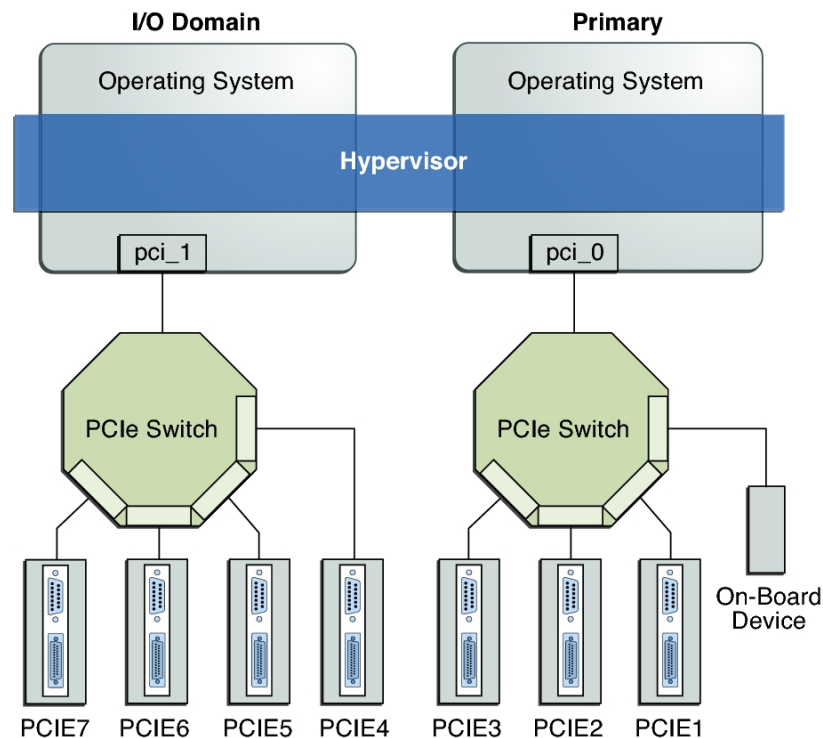 I/O Domain
Primary
Operating System
Operating System
Hypervisor
pci_1
pci_0
PCIe Switch
PCIe Switch
On-Board
Device
PCIE7
PCIE6
PCIE5
PCIE4
PCIE3
PCIE2
PCIE1